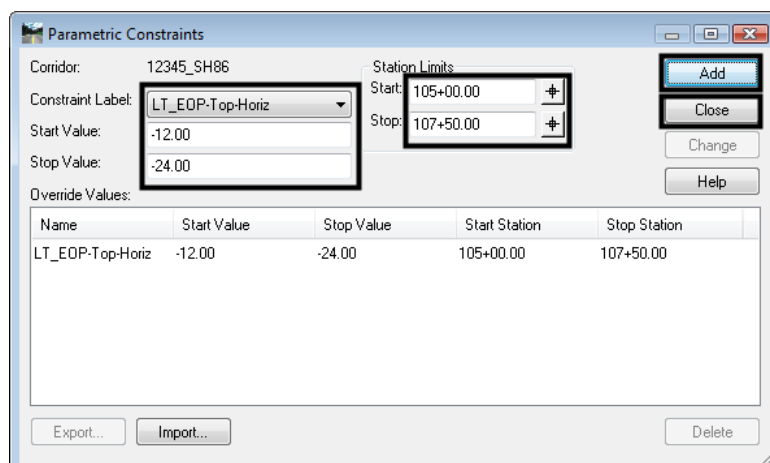 Parametric Constraints
Corridor: 12345_SH86
Constraint Label: LT_EOP-Top-Horiz
Start Value: -12.00
Stop Value: -24.00
Station Limits
Start: 105+00.00
Stop: 107+50.00
Add
Close
Change
Help
Override Values:
Name Start Value Stop Value Start Station Stop Station
LT_EOP-Top-Horiz -12.00 -24.00 105+00.00 107+50.00
Export... Import... Delete